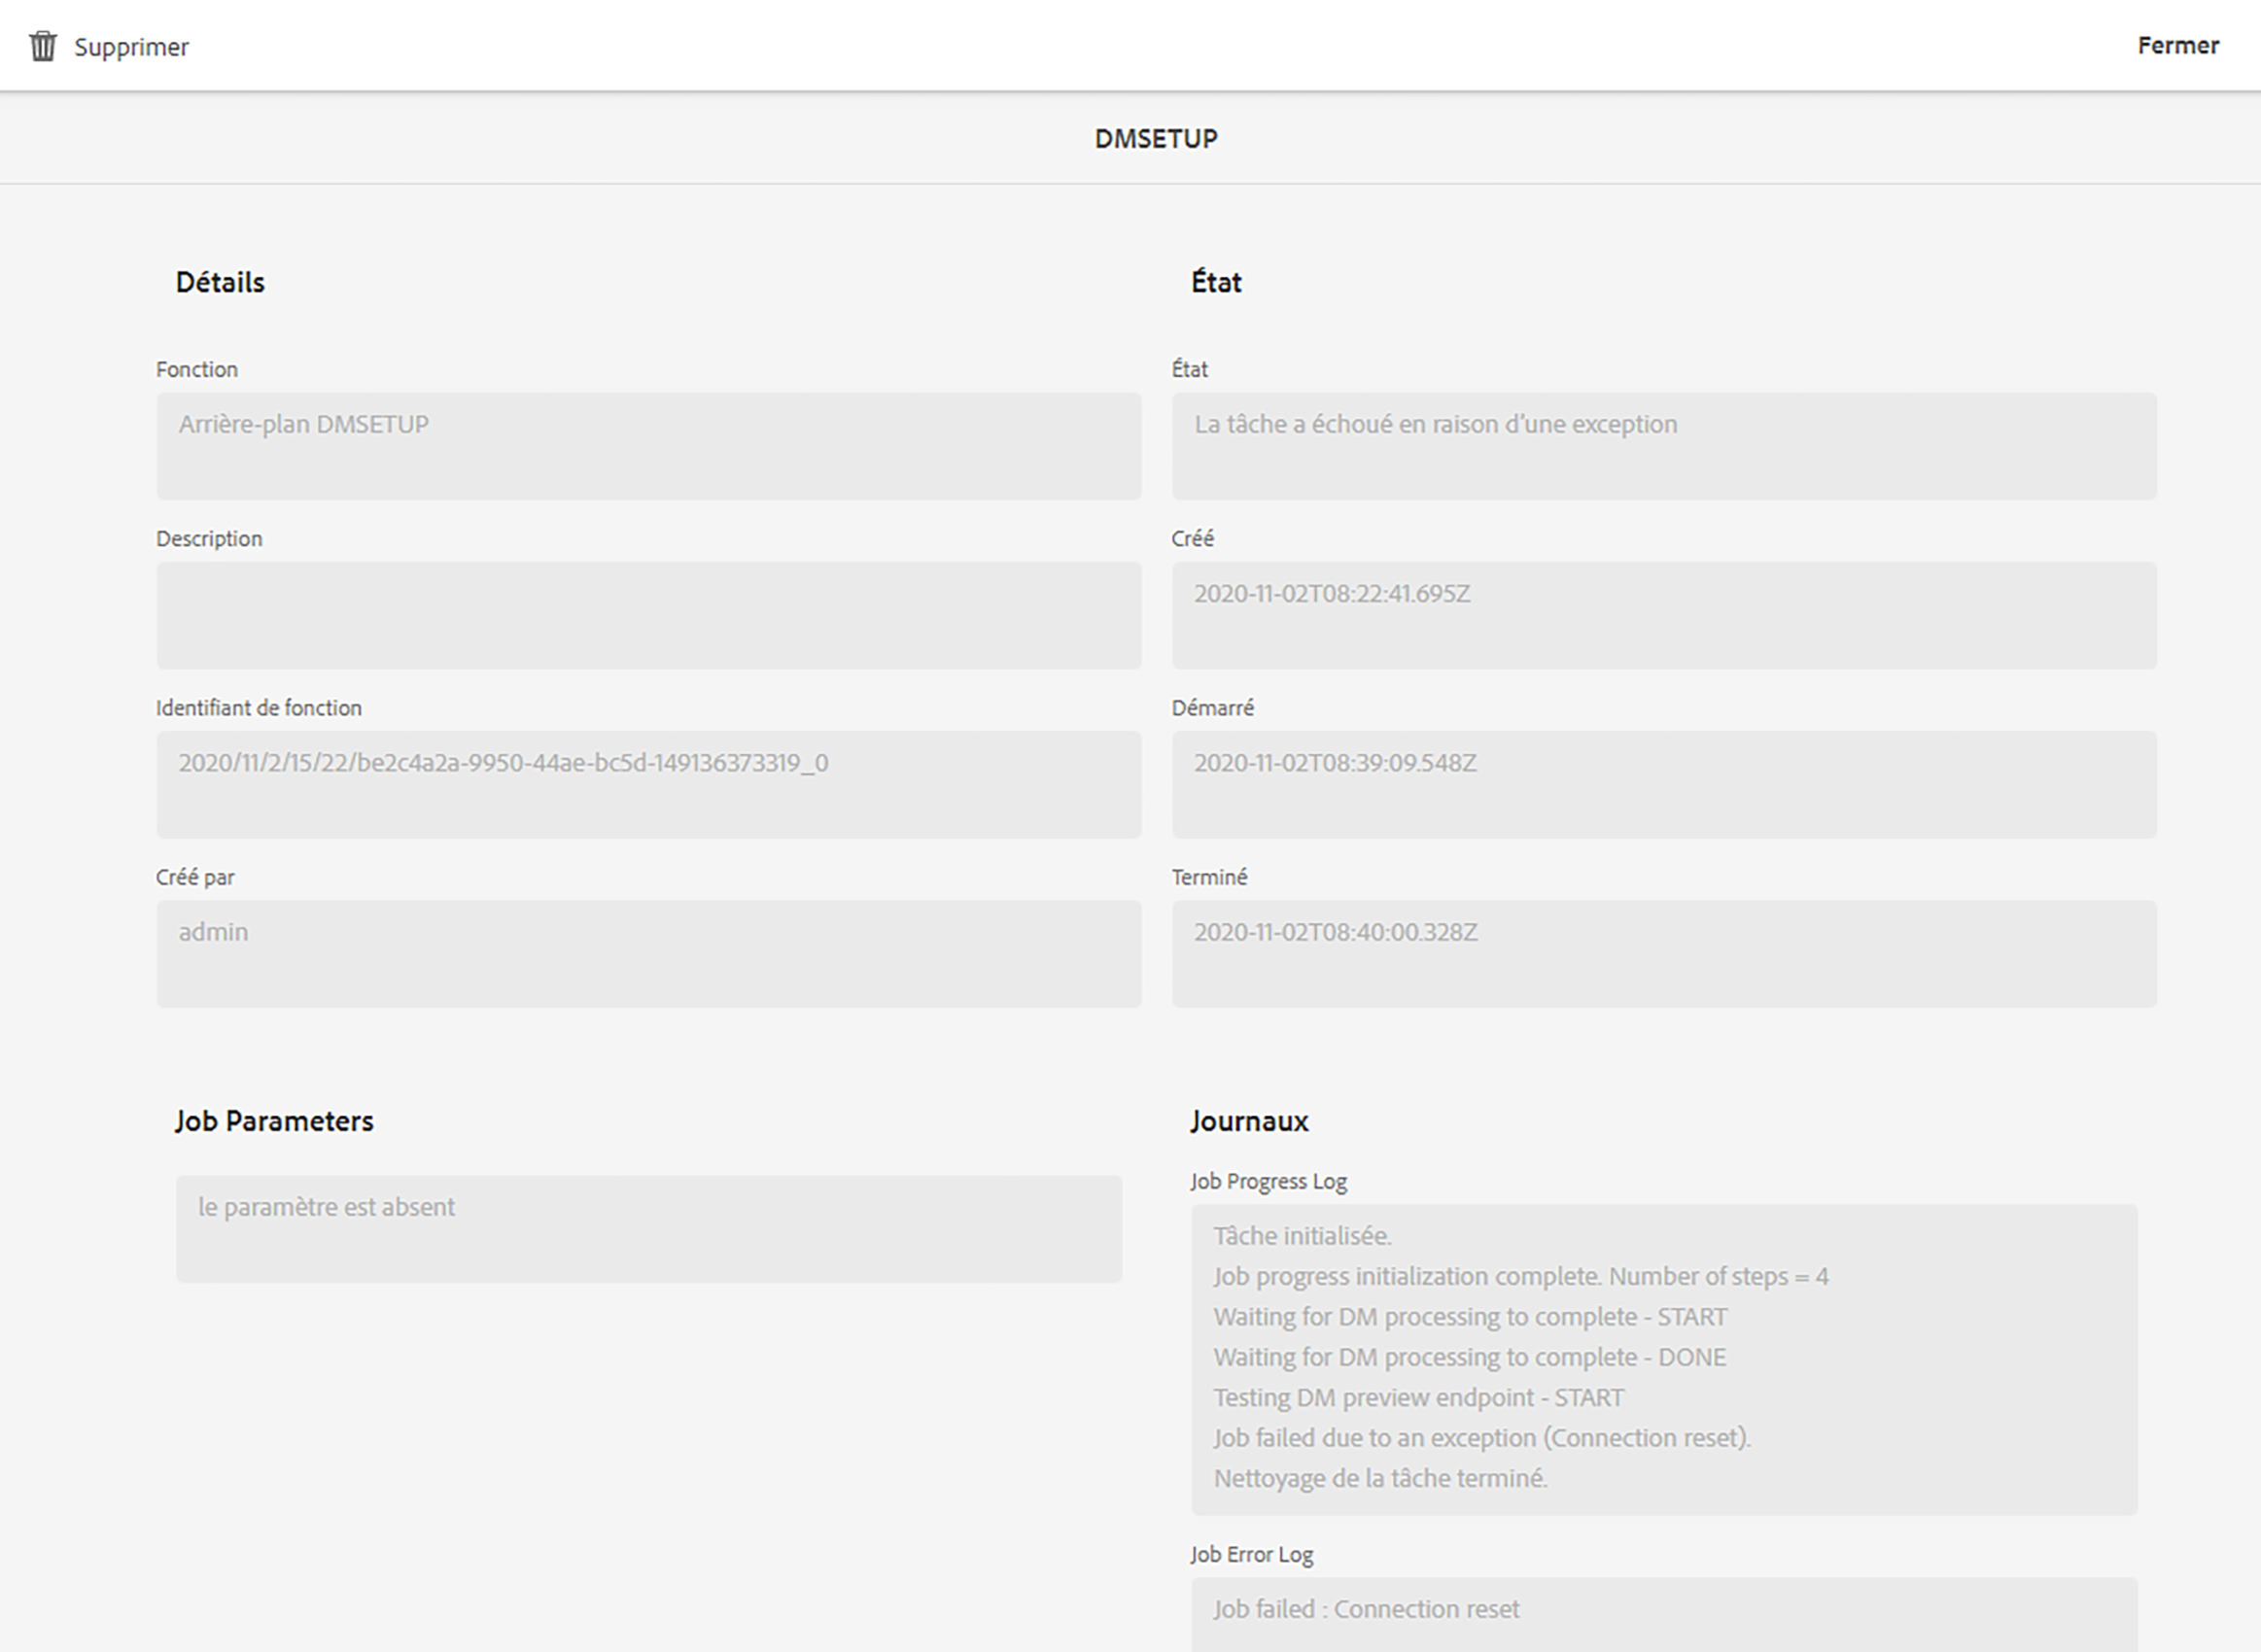 Supprimer
Fermer
DMSETUP
Détails
Fonction
Arrière-plan DMSETUP
Description
Identifiant de fonction
2020/11/2/15/22/be2c4a2a-9950-44ae-bc5d-149136373319_0
Créé par
admin
État
État
La tâche a échoué en raison d’une exception
Créé
2020-11-02T08:22:41.695Z
Démarré
2020-11-02T08:39:09.548Z
Terminé
2020-11-02T08:40:00.328Z
Job Parameters
le paramètre est absent
Journaux
Job Progress Log
Tâche initialisée.
Job progress initialization complete. Number of steps = 4
Waiting for DM processing to complete - START
Waiting for DM processing to complete - DONE
Testing DM preview endpoint - START
Job failed due to an exception (Connection reset).
Nettoyage de la tâche terminé.
Job Error Log
Job failed : Connection reset